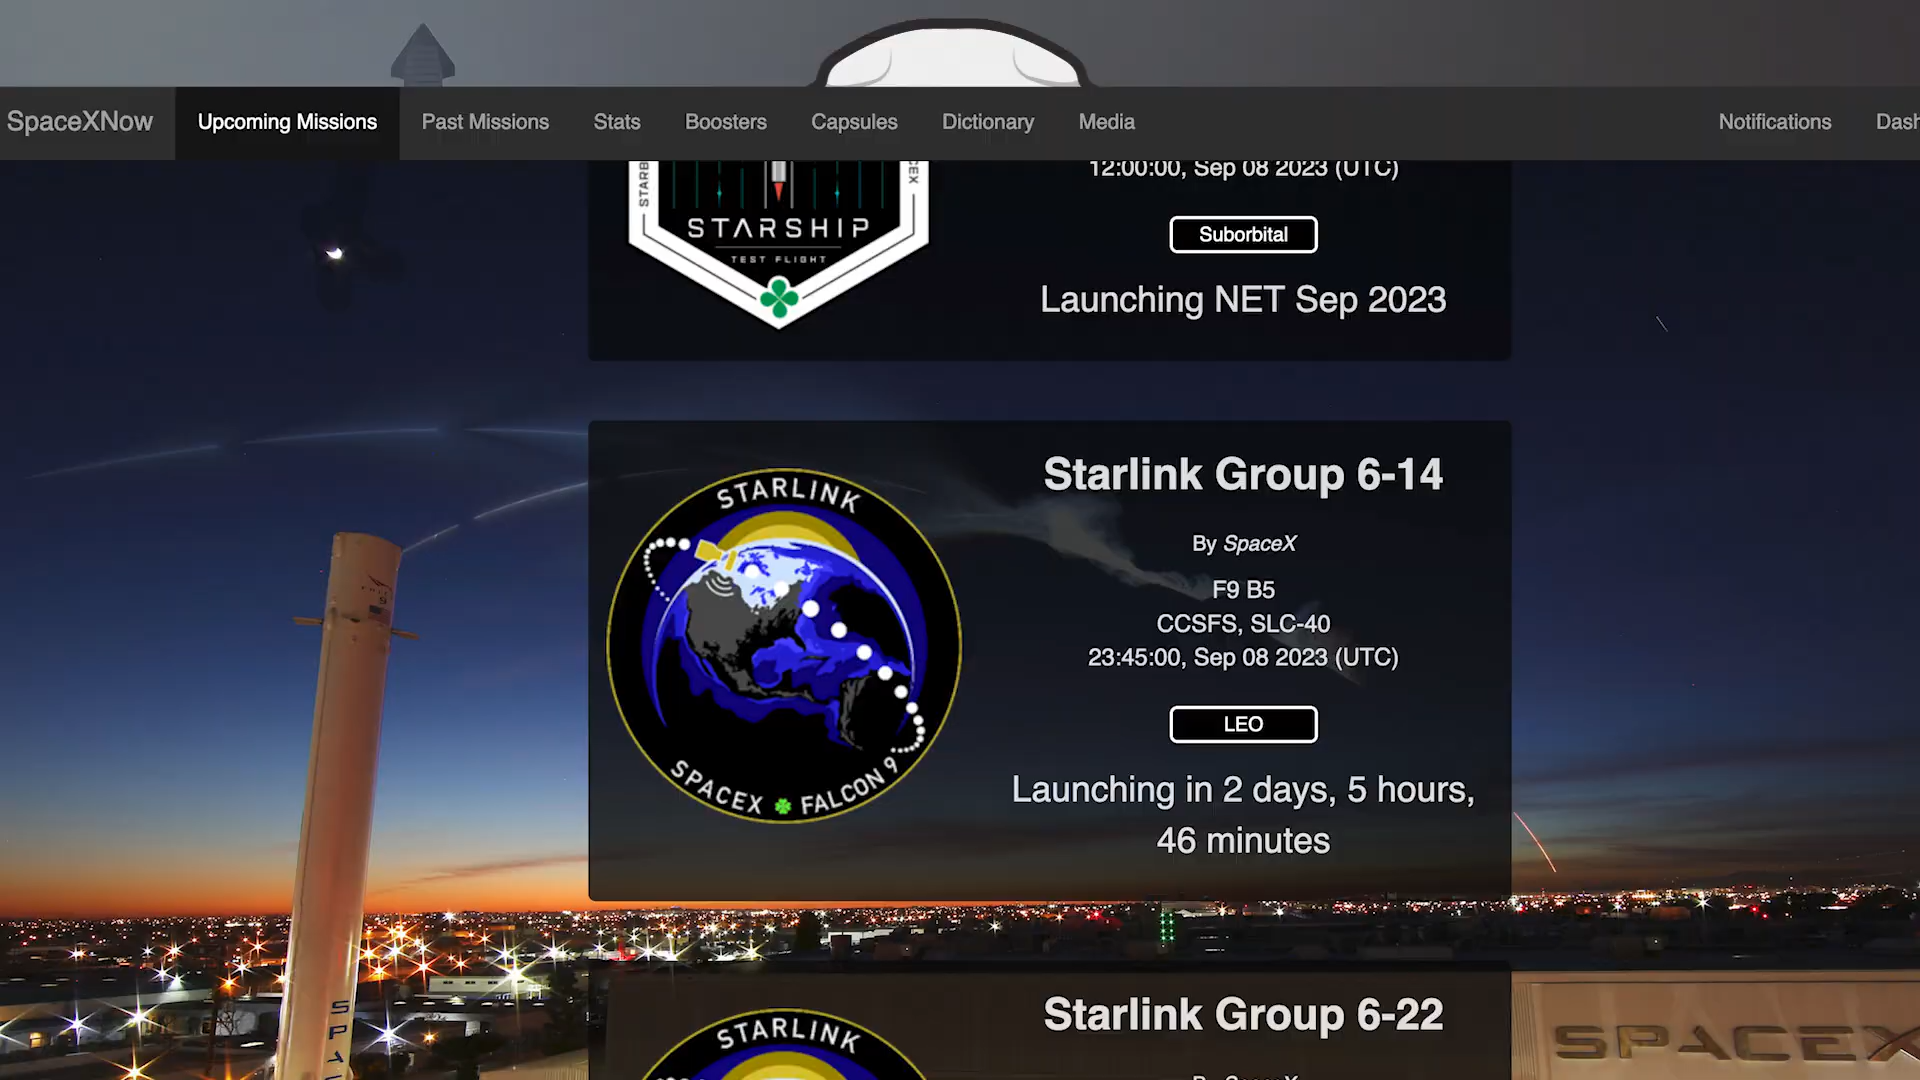 SpaceXNow Upcoming Missions Past Missions Stats Boosters Capsules Dictionary Media Notifications
12:00:00, Sep 08 2023 (UTC)
STARSHIP
TEST FLIGHT
Suborbital
Launching NET Sep 2023
STARLINK
SPACEX FALCON 9
Starlink Group 6-14
By SpaceX
F9 B5
CCSFS, SLC-40
23:45:00, Sep 08 2023 (UTC)
LEO
Launching in 2 days, 5 hours,
46 minutes
STARLINK
Starlink Group 6-22
By SpaceX
SPACEX